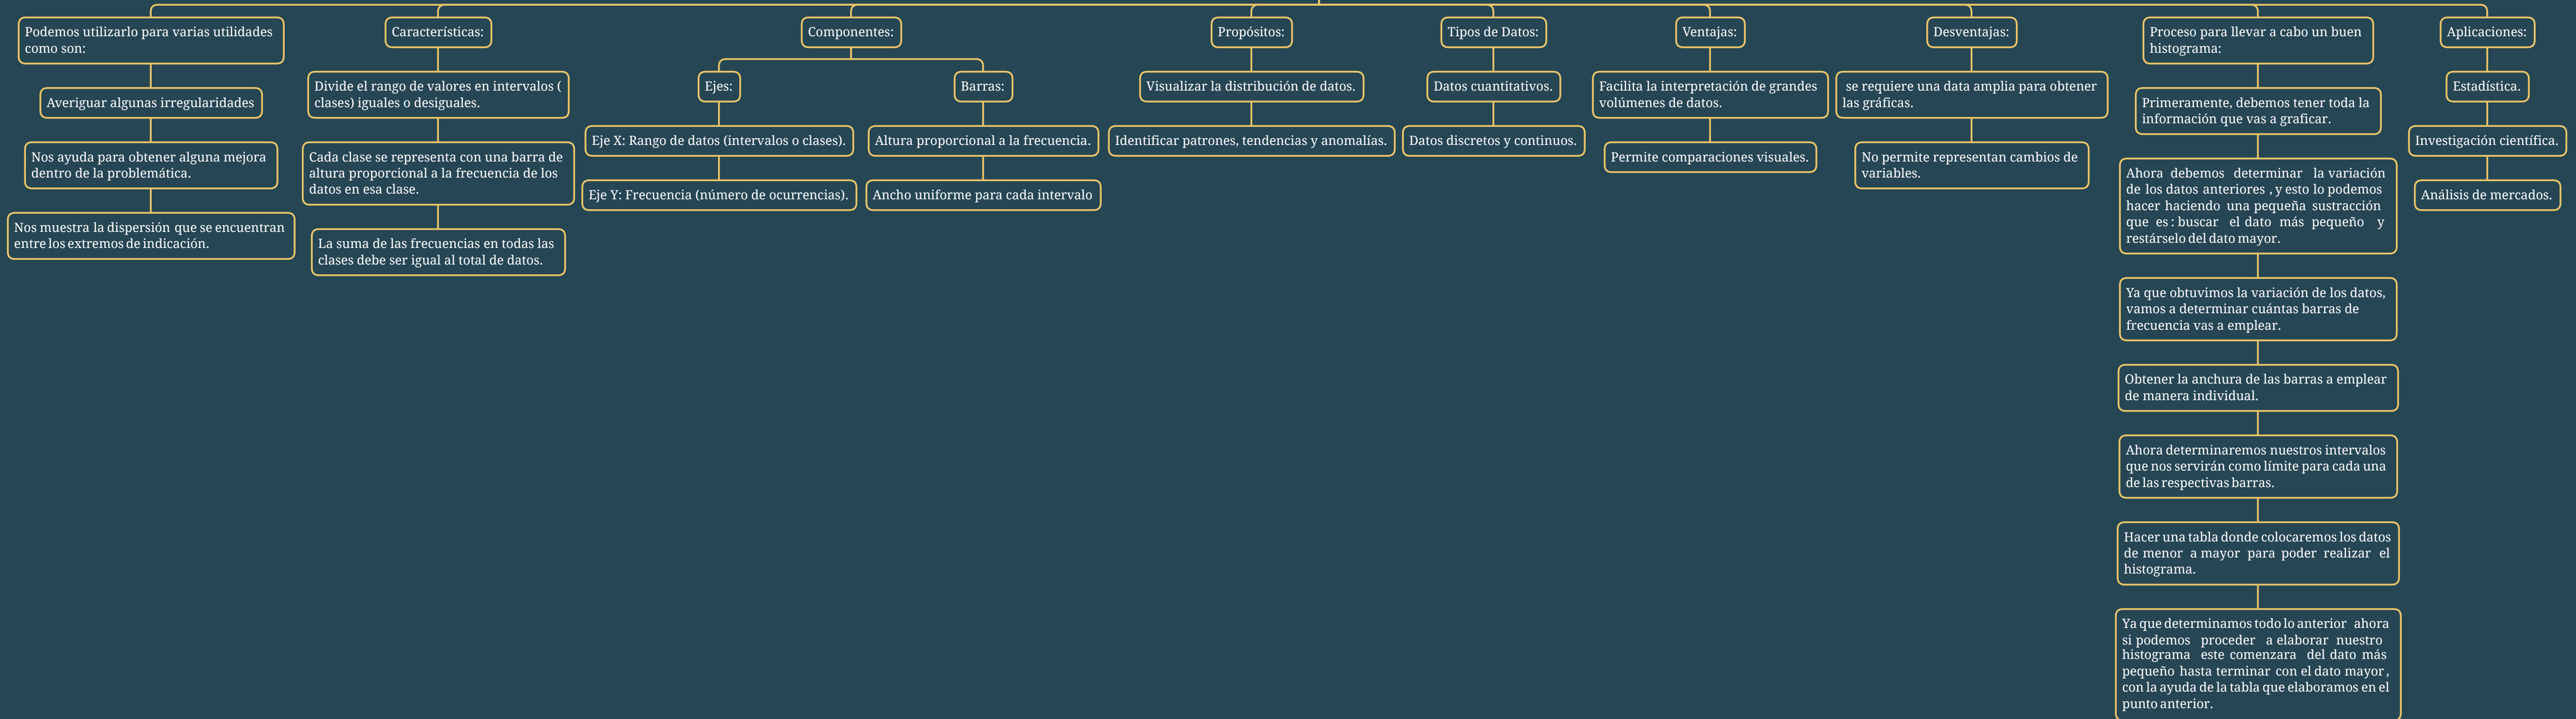 Podemos utilizarlo para varias utilidades
como son:
Averiguar algunas irregularidades
Nos ayuda para obtener alguna mejora
dentro de la problemática.
Nos muestra la dispersión que se encuentran
entre los extremos de indicación.
Características:
Divide el rango de valores en intervalos (
clases) iguales o desiguales.
Cada clase se representa con una barra de
altura proporcional a la frecuencia de los
datos en esa clase.
La suma de las frecuencias en todas las
clases debe ser igual al total de datos.
Componentes:
Ejes:
Eje X: Rango de datos (intervalos o clases).
Eje Y: Frecuencia (número de ocurrencias).
Barras:
Altura proporcional a la frecuencia.
Ancho uniforme para cada intervalo
Propósitos:
Visualizar la distribución de datos.
Identificar patrones, tendencias y anomalías.
Tipos de Datos:
Datos cuantitativos.
Datos discretos y continuos.
Ventajas:
Facilita la interpretación de grandes
volúmenes de datos.
Permite comparaciones visuales.
Desventajas:
se requiere una data amplia para obtener
las gráficas.
No permite representan cambios de
variables.
Proceso para llevar a cabo un buen
histograma:
Primeramente, debemos tener toda la
información que vas a graficar.
Ahora debemos determinar la variación
de los datos anteriores , y esto lo podemos
hacer haciendo una pequeña sustracción
que es : buscar el dato más pequeño y
restárselo del dato mayor.
Ya que obtuvimos la variación de los datos,
vamos a determinar cuántas barras de
frecuencia vas a emplear.
Obtener la anchura de las barras a emplear
de manera individual.
Ahora determinaremos nuestros intervalos
que nos servirán como límite para cada una
de las respectivas barras.
Hacer una tabla donde colocaremos los datos
de menor a mayor para poder realizar el
histograma.
Ya que determinamos todo lo anterior ahora
si podemos proceder a elaborar nuestro
histograma este comenzara del dato más
pequeño hasta terminar con el dato mayor ,
con la ayuda de la tabla que elaboramos en el
punto anterior.
Aplicaciones:
Estadística.
Investigación científica.
Análisis de mercados.